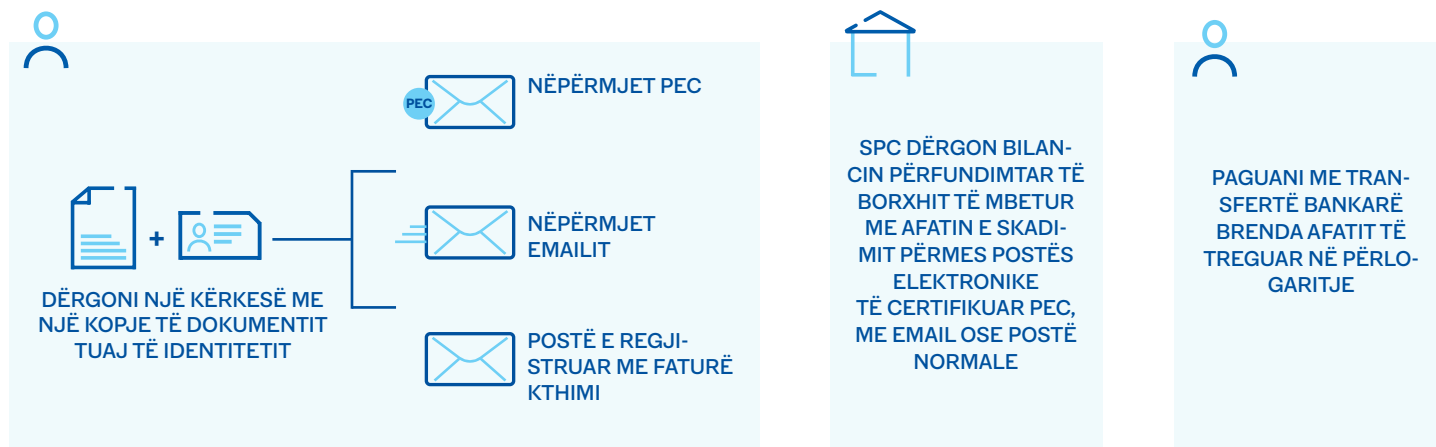 PEC
NËPËRMJET PEC
+
DËRGONI NJË KËRKESË ME
NJË KOPJE TË DOKUMENTIT
TUAJ TË IDENTITETIT
NËPËRMJET
EMAILIT
POSTË E REGJI-
STRUAR ME FATURË
KTHIMI
SPC DËRGON BILAN-
CIN PËRFUNDIMTAR TË
BORXHIT TË MBETUR
ME AFATIN E SKADI-
MIT PËRMES POSTËS
ELEKTRONIKE
TË CERTIFIKUAR PEC,
ME EMAIL OSE POSTË
NORMALE
PAGUANI ME TRAN-
SFERTË BANKARË
BRENDA AFATIT TË
TREGUAR NË PËRLO-
GARITJE